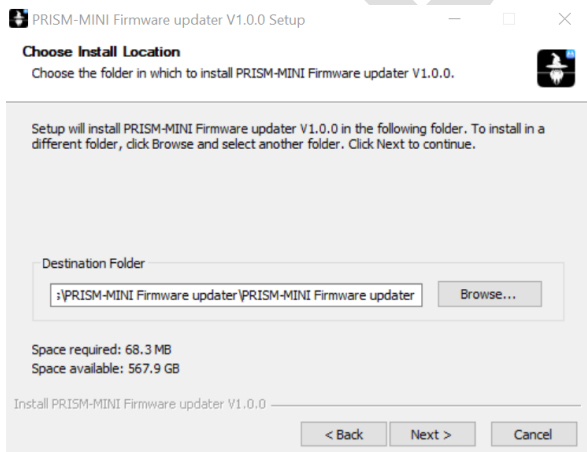 PRISM-MINI Firmware updater V1.0.0 Setup
Choose Install Location
Choose the folder in which to install PRISM-MINI Firmware updater V1.0.0.
Setup will install PRISM-MINI Firmware updater V1.0.0 in the following folder. To install in a
different folder, click Browse and select another folder. Click Next to continue.
Destination Folder
;\PRISM-MINI Firmware updater\PRISM-MINI Firmware updater
Browse...
Space required: 68.3 MB
Space available: 567.9 GB
Install PRISM-MINI Firmware updater V1.0.0
< Back Next > Cancel